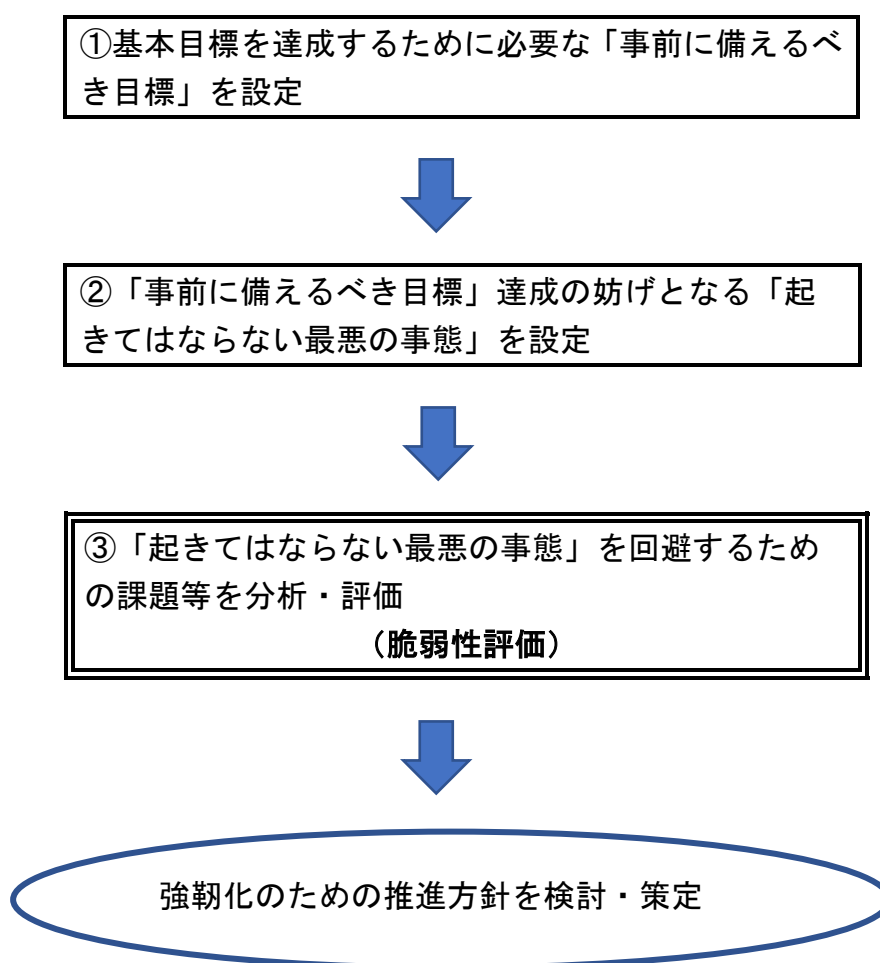 ①基本目標を達成するために必要な「事前に備えるべ
き目標」を設定
②「事前に備えるべき目標」達成の妨げとなる「起
きてはならない最悪の事態」を設定
③「起きてはならない最悪の事態」を回避するため
の課題等を分析・評価
（脆弱性評価）
強靭化のための推進方針を検討・策定